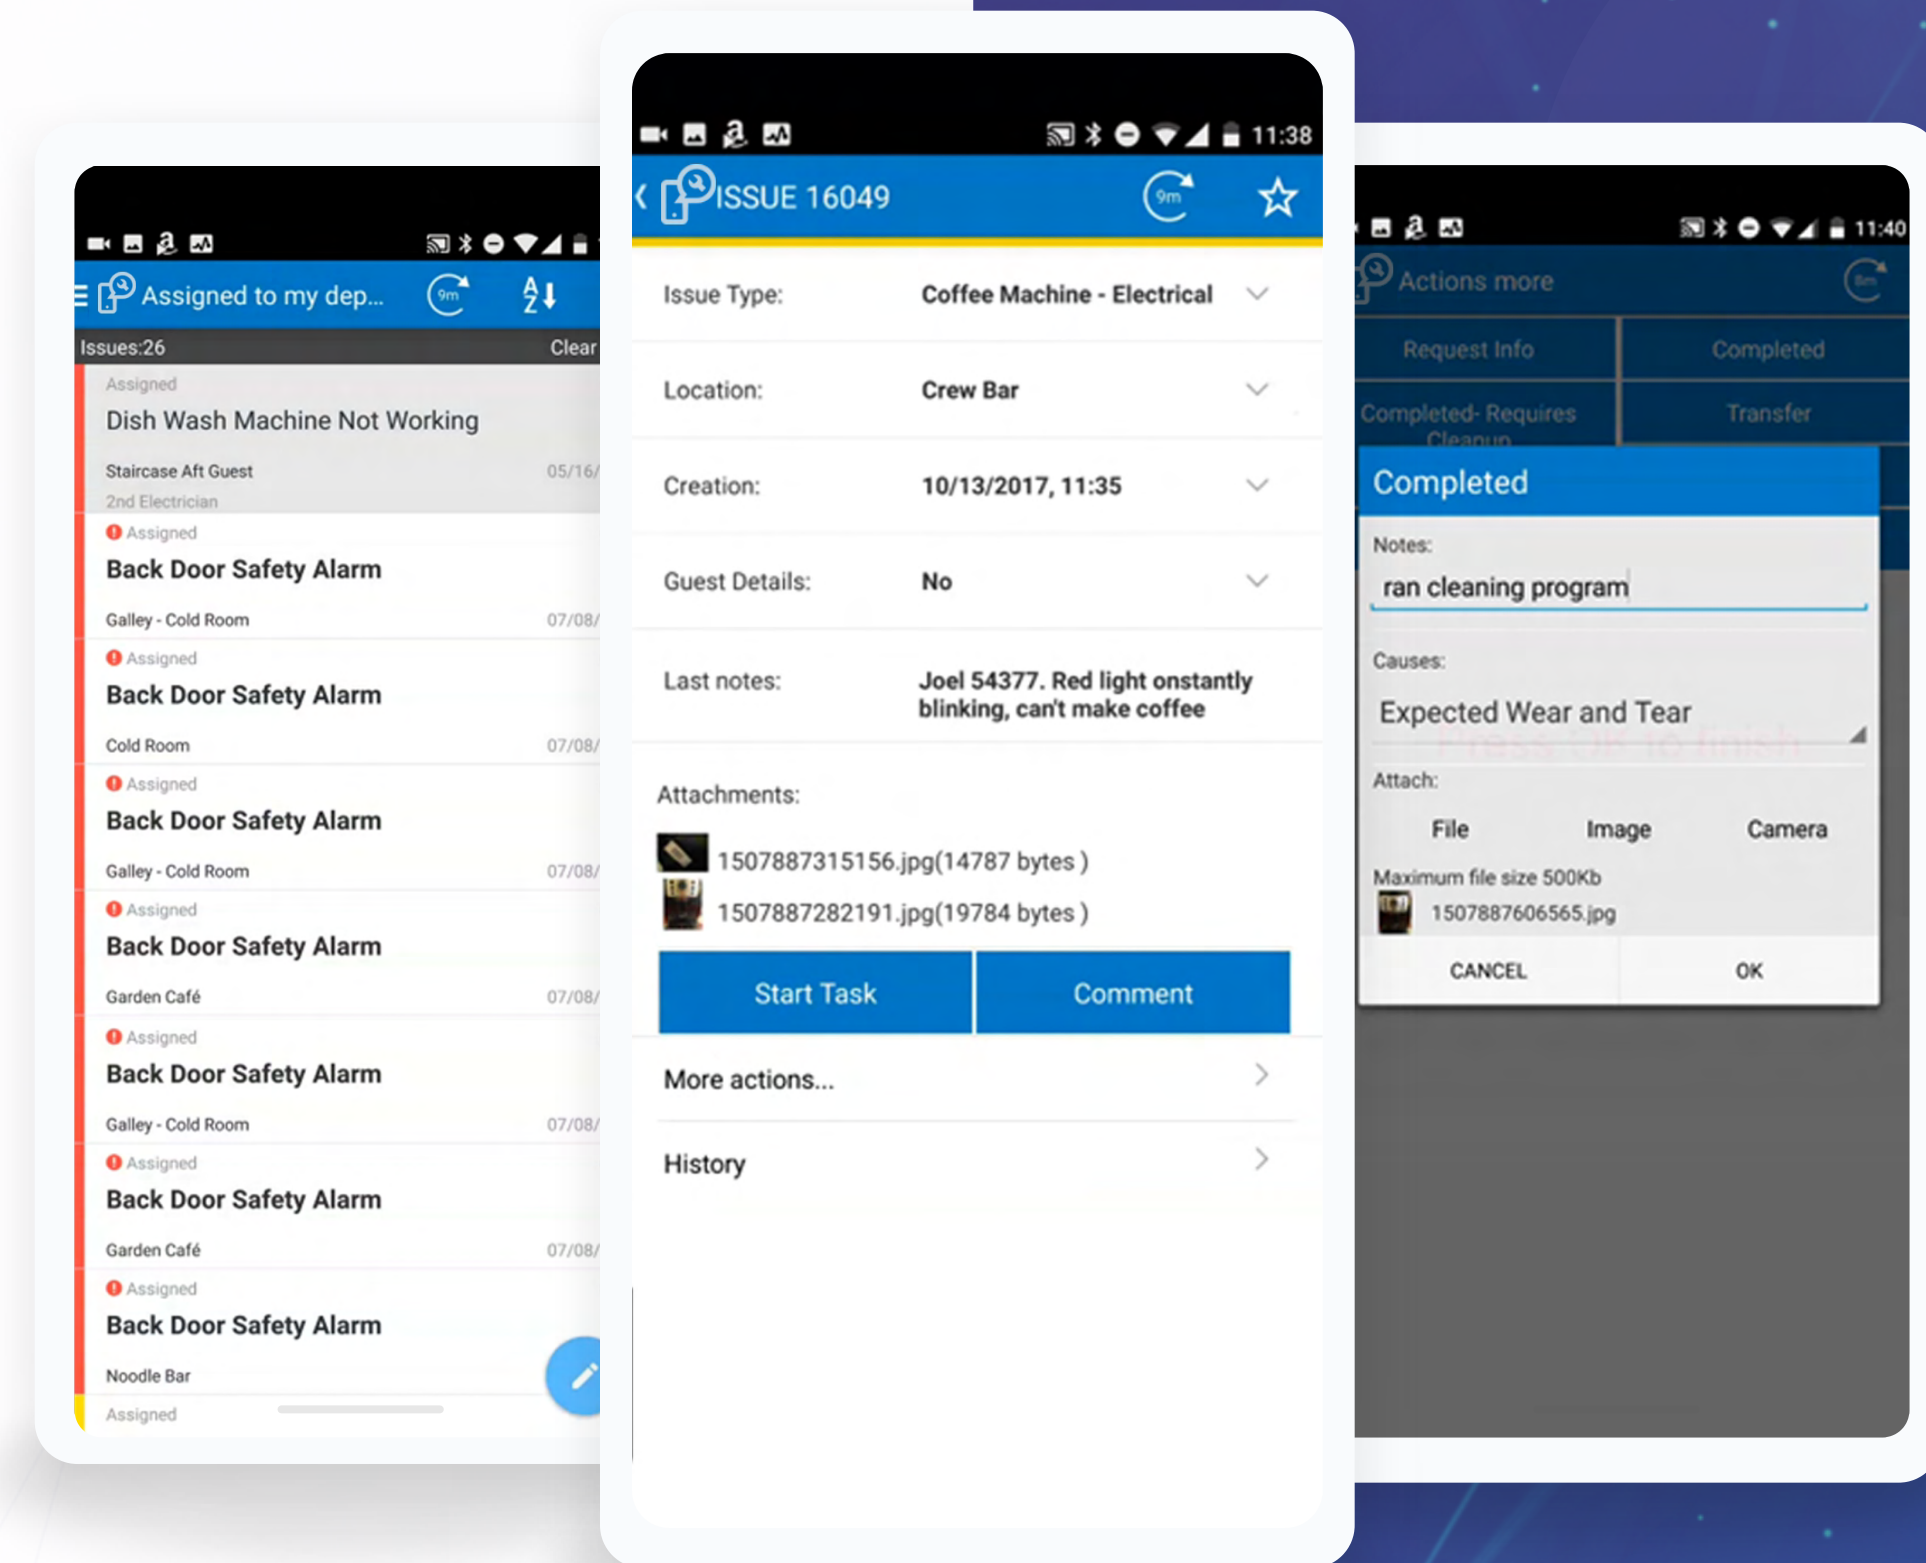 Assigned to my dep...
9m
A
Z
Issues:26
Clear
Assigned
Dish Wash Machine Not Working
Staircase Aft Guest
05/16/
2nd Electrician
Assigned
Back Door Safety Alarm
Galley - Cold Room
07/08/
Assigned
Back Door Safety Alarm
Cold Room
07/08/
Assigned
Back Door Safety Alarm
Galley - Cold Room
07/08/
Assigned
Back Door Safety Alarm
Garden Café
07/08/
Assigned
Back Door Safety Alarm
Galley - Cold Room
07/08/
Assigned
Back Door Safety Alarm
Garden Café
07/08/
Assigned
Back Door Safety Alarm
Noodle Bar
Assigned
11:38
ISSUE 16049
9m
Issue Type: Coffee Machine - Electrical
Location: Crew Bar
Creation: 10/13/2017, 11:35
Guest Details: No
Last notes: Joel 54377. Red light onstantly
blinking, can't make coffee
Attachments:
1507887315156.jpg(14787 bytes )
1507887282191.jpg(19784 bytes )
Start Task
Comment
More actions...
History
11:40
Actions more
8m
Request Info
Completed
Completed- Requires
Cleanup
Transfer
Completed
Notes:
ran cleaning program
Causes:
Expected Wear and Tear
Press OK to finish
Attach:
File Image Camera
Maximum file size 500Kb
1507887606565.jpg
CANCEL OK